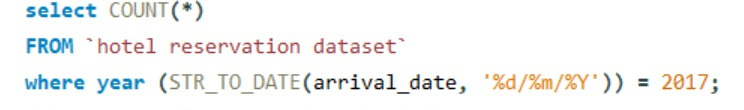 select COUNT(*)
FROM `hotel reservation dataset`
where year (STR_TO_DATE(arrival_date, '%d/%m/%Y')) = 2017;